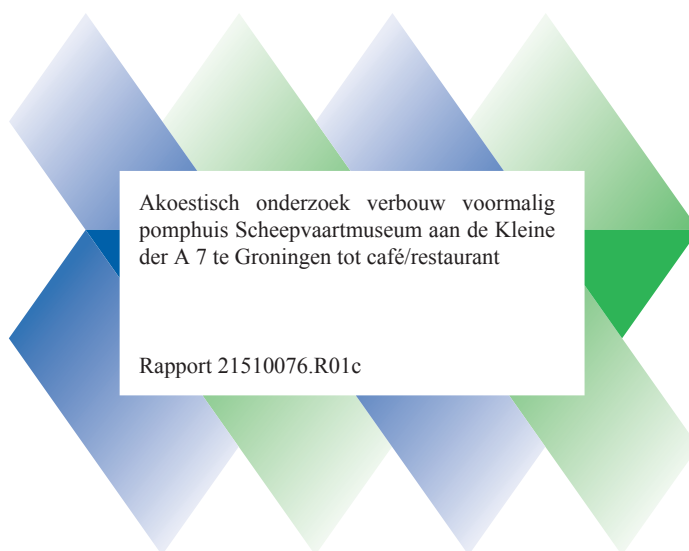 Akoestisch onderzoek verbouw voormalig
pomphuis Scheepvaartmuseum aan de Kleine
der A 7 te Groningen tot café/restaurant
Rapport 21510076.R01c